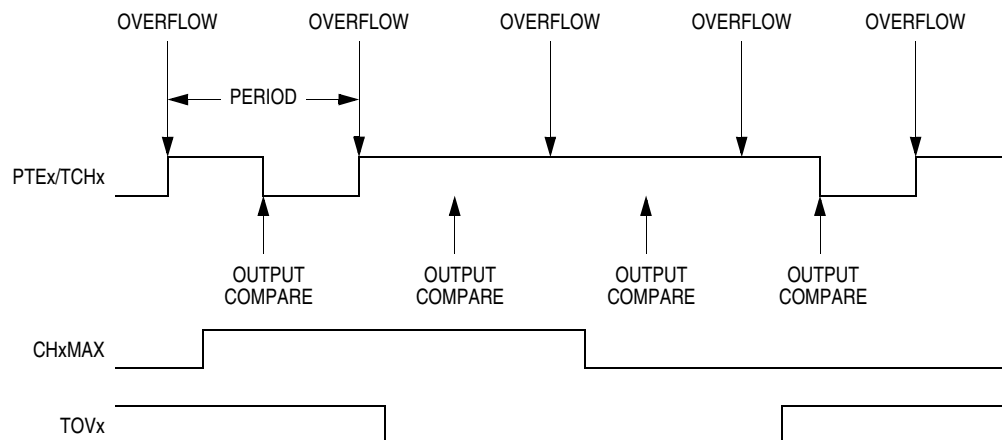 OVERFLOW OVERFLOW OVERFLOW OVERFLOW OVERFLOW
PERIOD
PTEx/TCHx
OUTPUT COMPARE
OUTPUT COMPARE
OUTPUT COMPARE
OUTPUT COMPARE
CHxMAX
TOVx